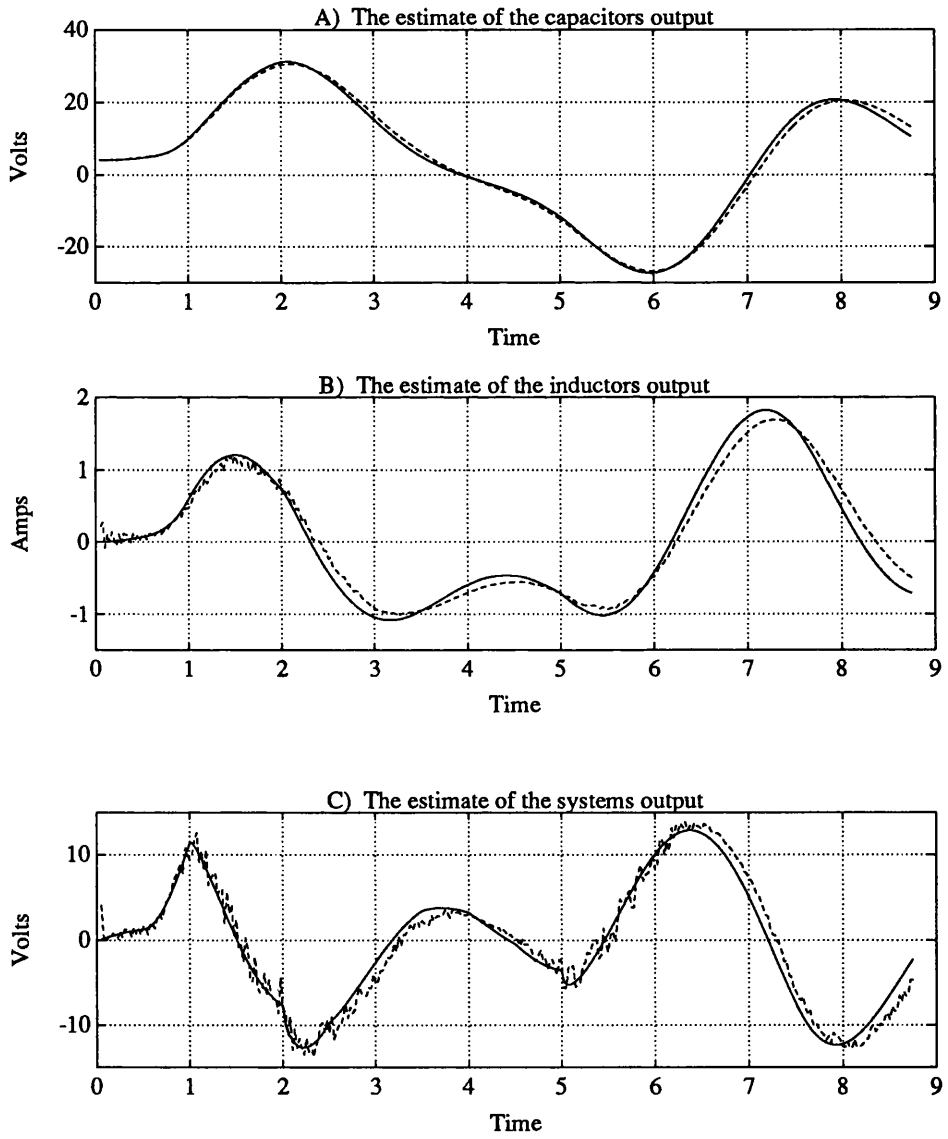 A) The estimate of the capacitors output
40
20
0
-20
Volts
0 1 2 3 4 5 6 7 8 9
Time
B) The estimate of the inductors output
2
1
0
-1
Amps
0 1 2 3 4 5 6 7 8 9
Time
C) The estimate of the systems output
10
0
-10
Volts
0 1 2 3 4 5 6 7 8 9
Time